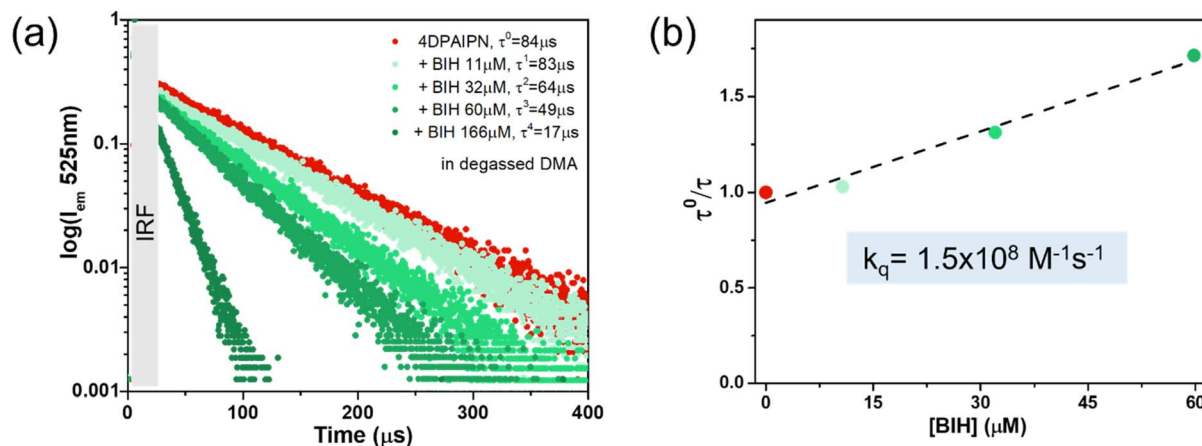 (a)
1
0.1
0.01
0.001
log(I_em 525nm)
IRF
4DPAIPN, τ⁰=84μs
+ BIH 11μM, τ¹=83μs
+ BIH 32μM, τ²=64μs
+ BIH 60μM, τ³=49μs
+ BIH 166μM, τ⁴=17μs
in degassed DMA
0 100 200 300 400
Time (μs)
(b)
1.5
1.0
0.5
0.0
τ⁰/τ
k_q= 1.5x10⁸ M⁻¹s⁻¹
0 15 30 45 60
[BIH] (μM)